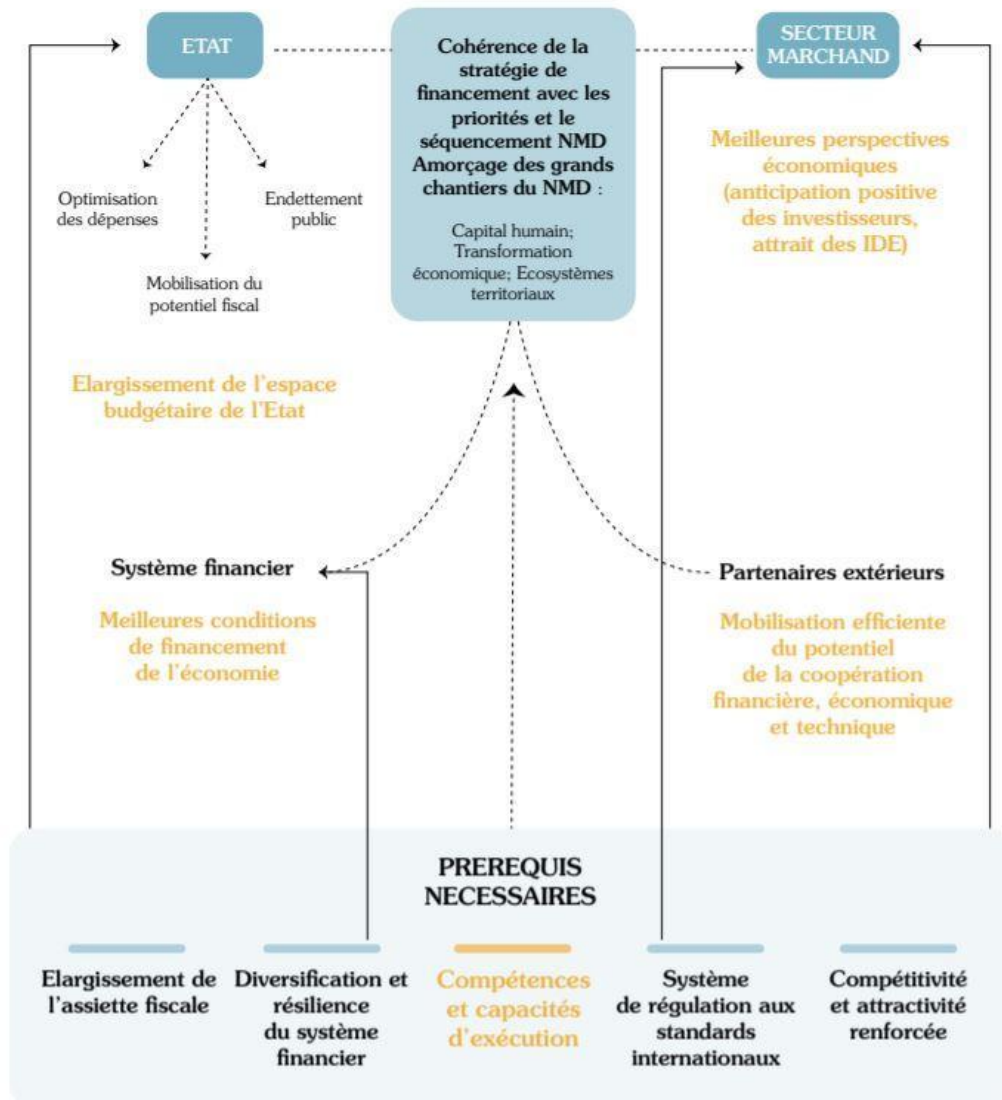 ETAT
Cohérence de la
stratégie de
financement avec les
priorités et le
séquencement NMD
Amorçage des grands
chantiers du NMD :
Capital humain;
Transformation
économique; Ecosystèmes
territoriaux
SECTEUR
MARCHAND
Optimisation
des dépenses
Endettement
public
Mobilisation du
potentiel fiscal
Meilleures perspectives
économiques
(anticipation positive
des investisseurs,
attrait des IDE)
Elargissement de l'espace
budgétaire de l'Etat
Système financier
Meilleures conditions
de financement
de l'économie
Partenaires extérieurs
Mobilisation efficiente
du potentiel
de la coopération
financière, économique
et technique
PREREQUIS
NECESSAIRES
Elargissement de
l'assiette fiscale
Diversification et
résilience
du système
financier
Compétences
et capacités
d'exécution
Système
de régulation aux
standards
internationaux
Compétitivité
et attractivité
renforcée